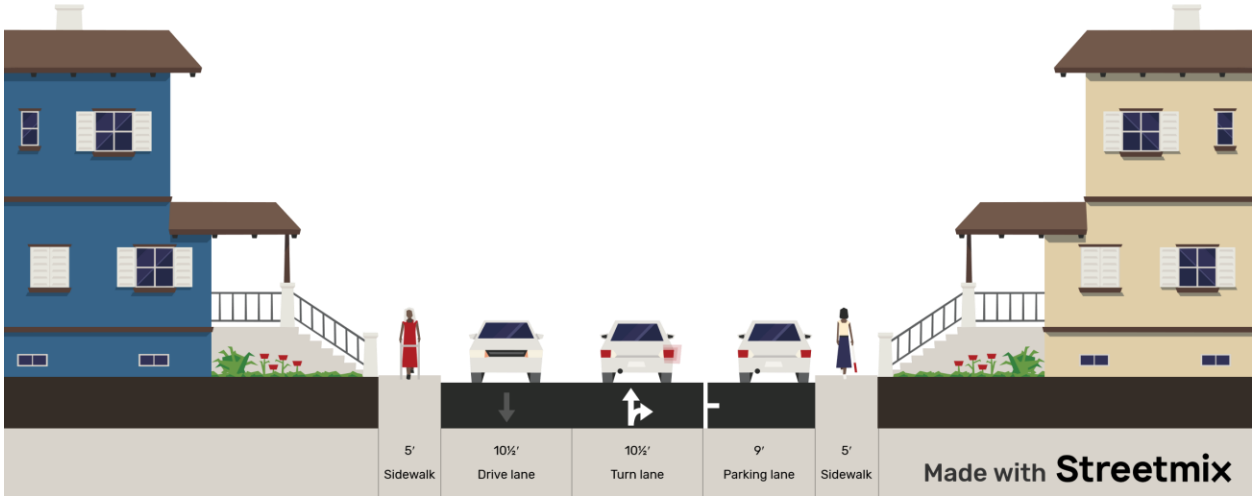 5′ 10½′ 10½′ 9′ 5′
Sidewalk Drive lane Turn lane Parking lane Sidewalk
Made with Streetmix